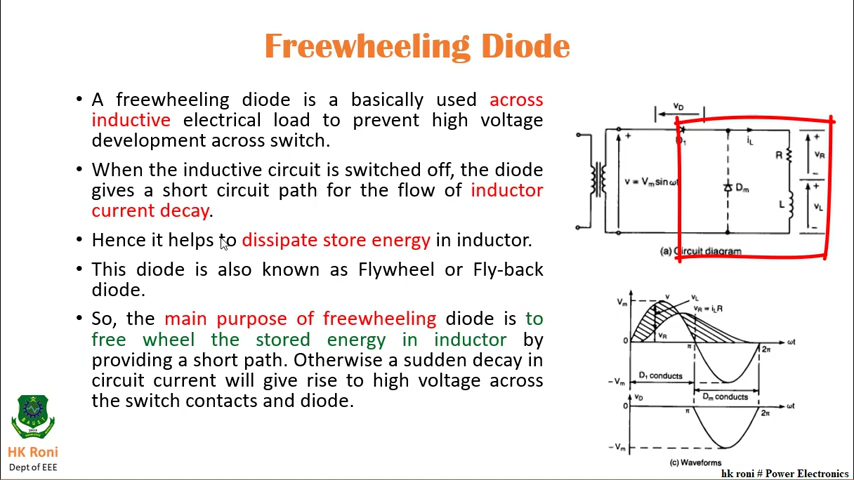 Freewheeling Diode
• A freewheeling diode is a basically used across
inductive electrical load to prevent high voltage
development across switch.
• When the inductive circuit is switched off, the diode
gives a short circuit path for the flow of inductor
current decay.
• Hence it helps to dissipate store energy in inductor.
• This diode is also known as Flywheel or Fly-back
diode.
• So, the main purpose of freewheeling diode is to
free wheel the stored energy in inductor by
providing a short path. Otherwise a sudden decay in
circuit current will give rise to high voltage across
the switch contacts and diode.
HK Roni
Dept of EEE
vD
+ D1 iL +
R vR
−
v = Vm sin ωt Dm +
L vL
− −
(a) Circuit diagram
Vm v vL
vR = iLR
vR
0 π 2π ωt
− Vm D1 conducts
Dm conducts
vD
0 π 2π ωt
−Vm
(c) Waveforms
hk roni # Power Electronics